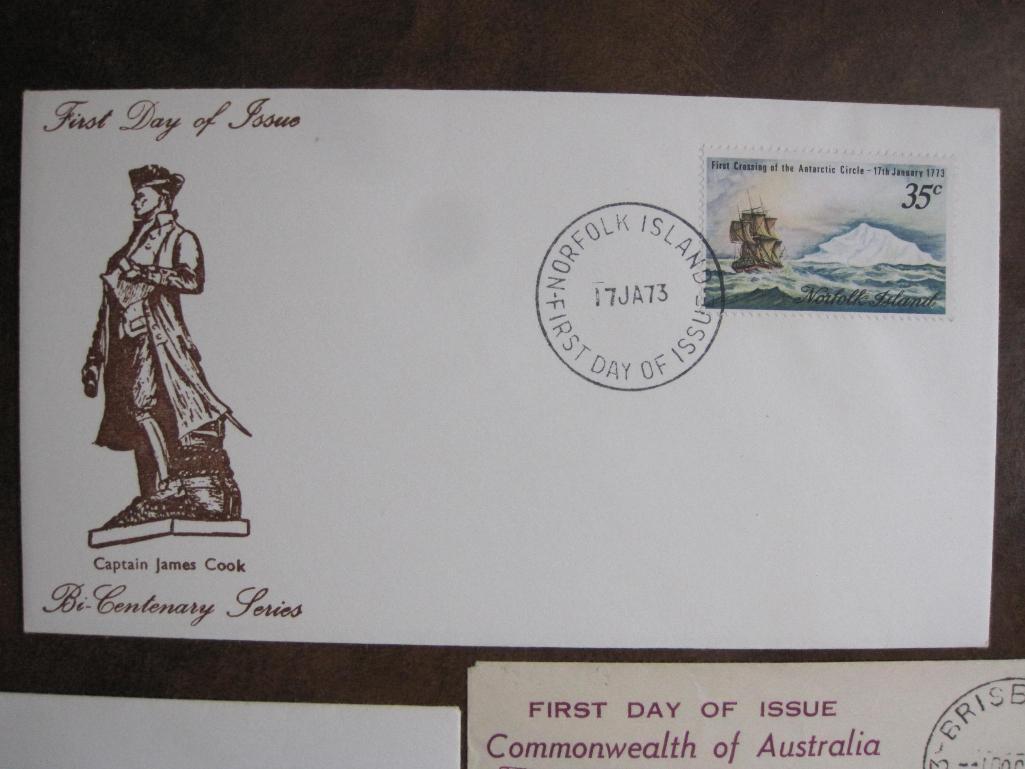 First Day of Issue
First Crossing of the Antarctic Circle - 17th January 1773
35c
Norfolk Island
NORFOLK ISLAND
17JA73
FIRST DAY OF ISSUE
Captain James Cook
Bi-Centenary Series
FIRST DAY OF ISSUE
Commonwealth of Australia